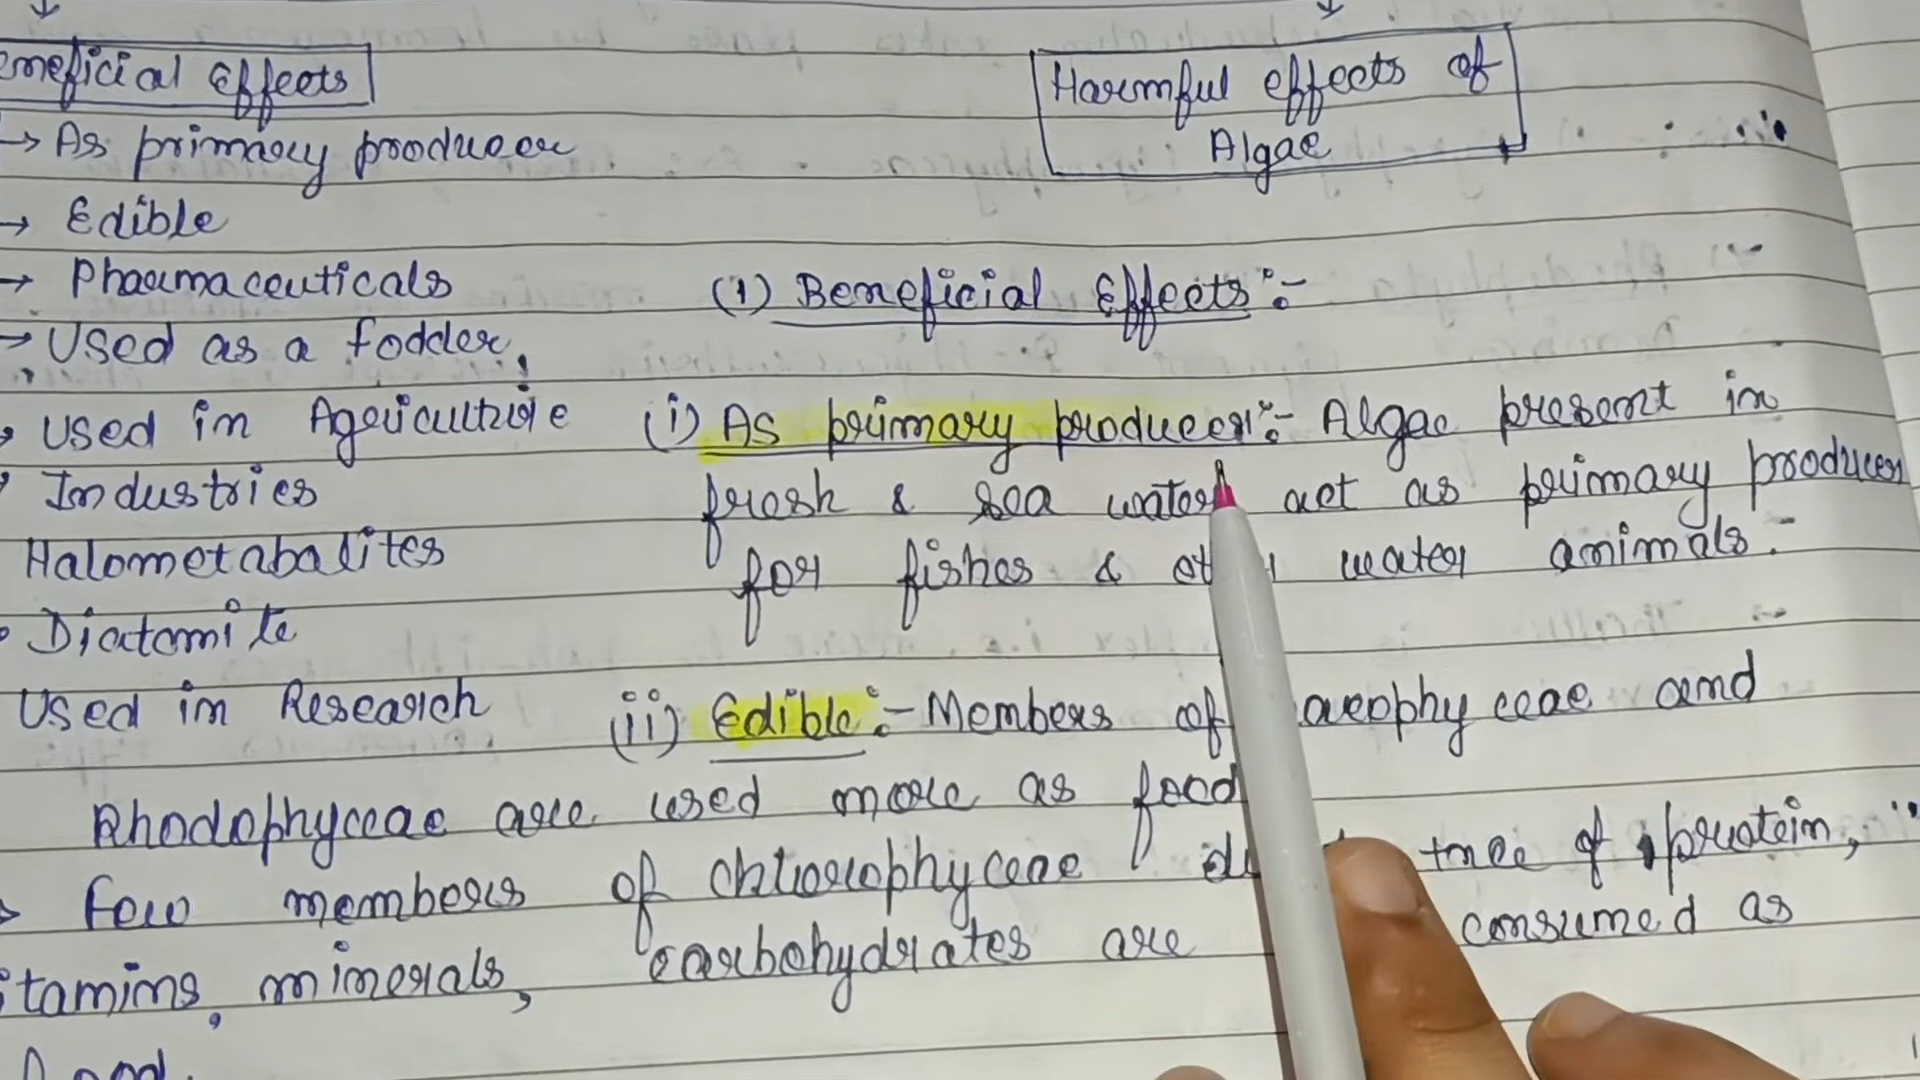 eneficial Effects
Harmful effects of
Algae
→ As primary producer
→ Edible
→ Pharmaceuticals
→ Used as a fodder
Used in Agriculture
Industries
Halometabalites
Diatomite
Used in Research
(1) Beneficial Effects:-
(i) As primary producer:- Algae present in
fresh & sea water act as primary producer
for fishes & water animals.
(ii) Edible:- Members of aeophyceae and
Rhodophyceae are used more as food
few members of chlorophyceae of protein,
itamins, minerals, carbohydrates are consumed as